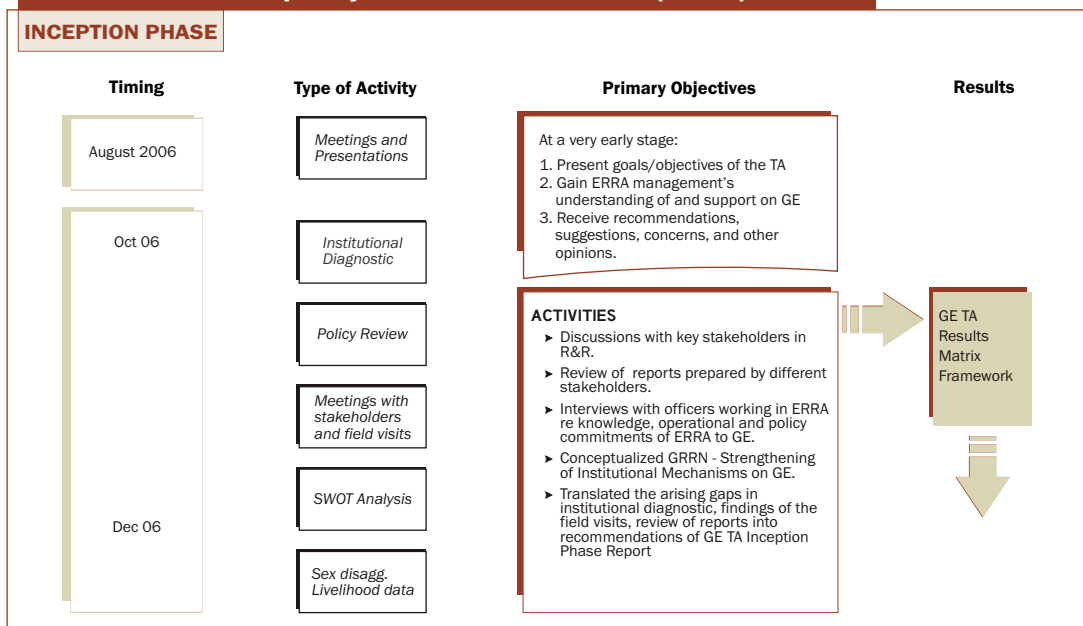 INCEPTION PHASE
Timing
Type of Activity
Primary Objectives
Results
August 2006
Meetings and
Presentations
At a very early stage:
1. Present goals/objectives of the TA
2. Gain ERRA management's
understanding of and support on GE
3. Receive recommendations,
suggestions, concerns, and other
opinions.
Oct 06
Dec 06
Institutional
Diagnostic
Policy Review
Meetings with
stakeholders
and field visits
SWOT Analysis
Sex disagg.
Livelihood data
ACTIVITIES
➤ Discussions with key stakeholders in
R&R.
➤ Review of reports prepared by different
stakeholders.
➤ Interviews with officers working in ERRA
re knowledge, operational and policy
commitments of ERRA to GE.
➤ Conceptualized GRRN - Strengthening
of Institutional Mechanisms on GE.
➤ Translated the arising gaps in
institutional diagnostic, findings of the
field visits, review of reports into
recommendations of GE TA Inception
Phase Report
GE TA
Results
Matrix
Framework